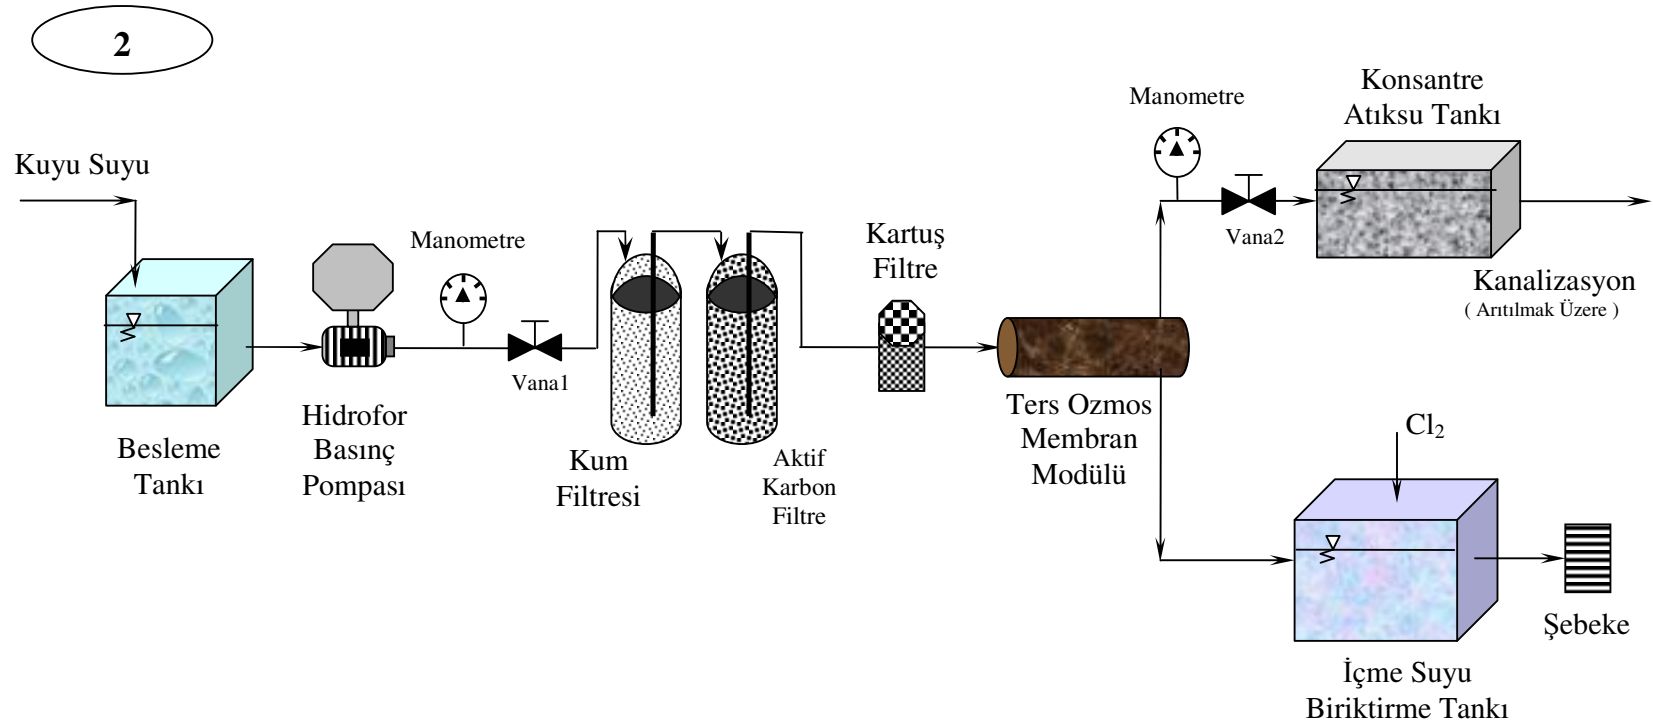 2
Kuyu Suyu
Besleme
Tankı
Hidrofor
Basınç
Pompası
Manometre
Vana1
Kum
Filtresi
Aktif
Karbon
Filtre
Kartuş
Filtre
Ters Ozmos
Membran
Modülü
Manometre
Vana2
Konsantre
Atıksu Tankı
Kanalizasyon
( Arıtılmak Üzere )
Cl₂
İçme Suyu
Biriktirme Tankı
Şebeke